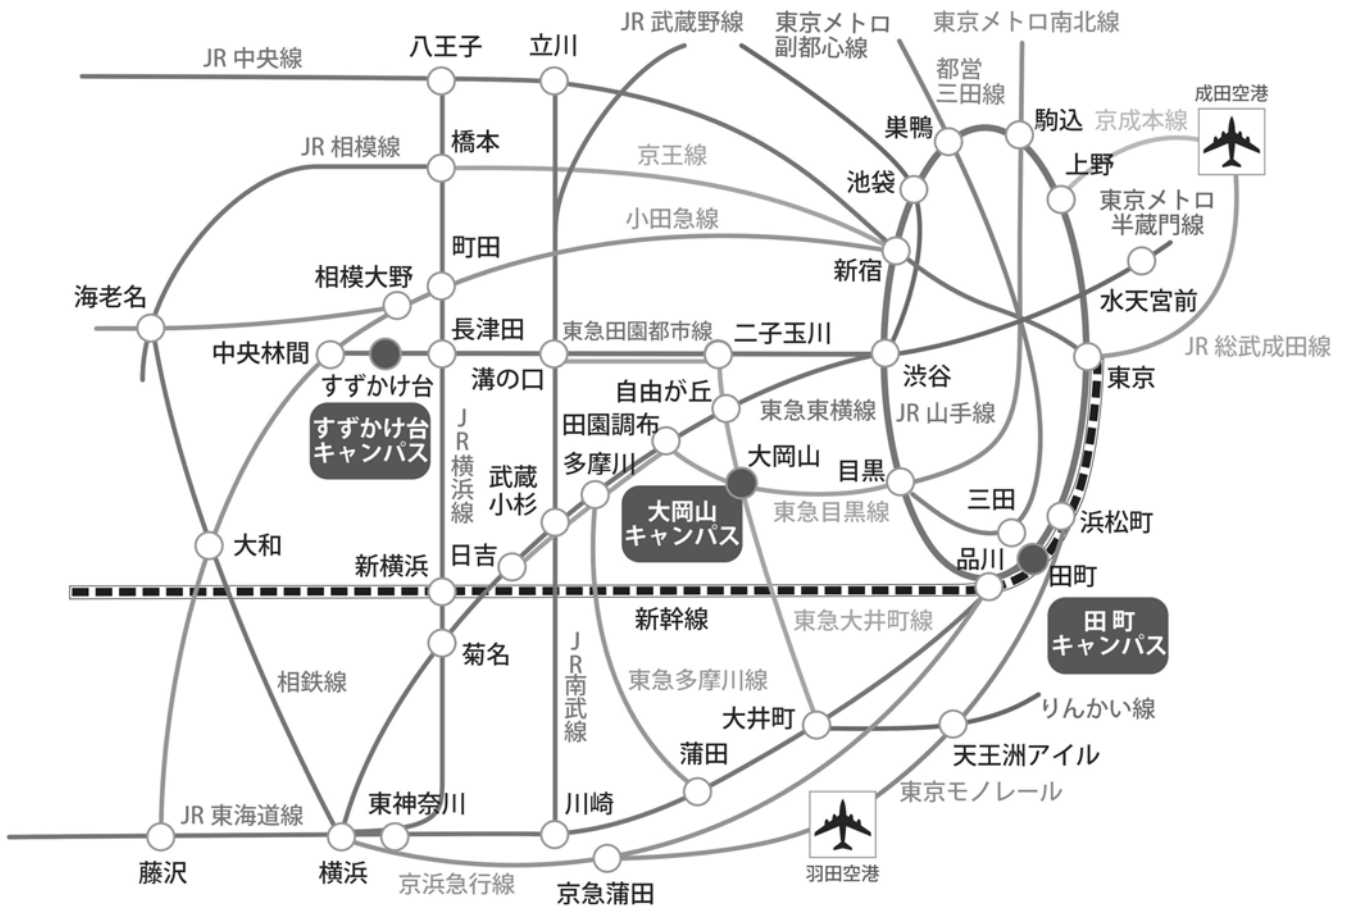 JR 武蔵野線
東京メトロ
副都心線
東京メトロ南北線
JR 中央線
八王子
立川
都営
三田線
成田空港
巣鴨
駒込
京成本線
橋本
JR 相模線
京王線
池袋
上野
東京メトロ
半蔵門線
小田急線
町田
新宿
相模大野
海老名
水天宮前
中央林間
長津田
東急田園都市線
二子玉川
JR 総武成田線
すずかけ台
溝の口
渋谷
東京
自由が丘
東急東横線
JR 山手線
すずかけ台
キャンパス
JR横浜線
田園調布
多摩川
大岡山
目黒
武蔵
小杉
大岡山
キャンパス
東急目黒線
三田
浜松町
大和
日吉
新横浜
品川
田町
新幹線
東急大井町線
田 町
キャンパス
菊名
JR南武線
相鉄線
東急多摩川線
大井町
りんかい線
蒲田
天王洲アイル
東京モノレール
JR 東海道線
東神奈川
川崎
藤沢
横浜
京浜急行線
京急蒲田
羽田空港